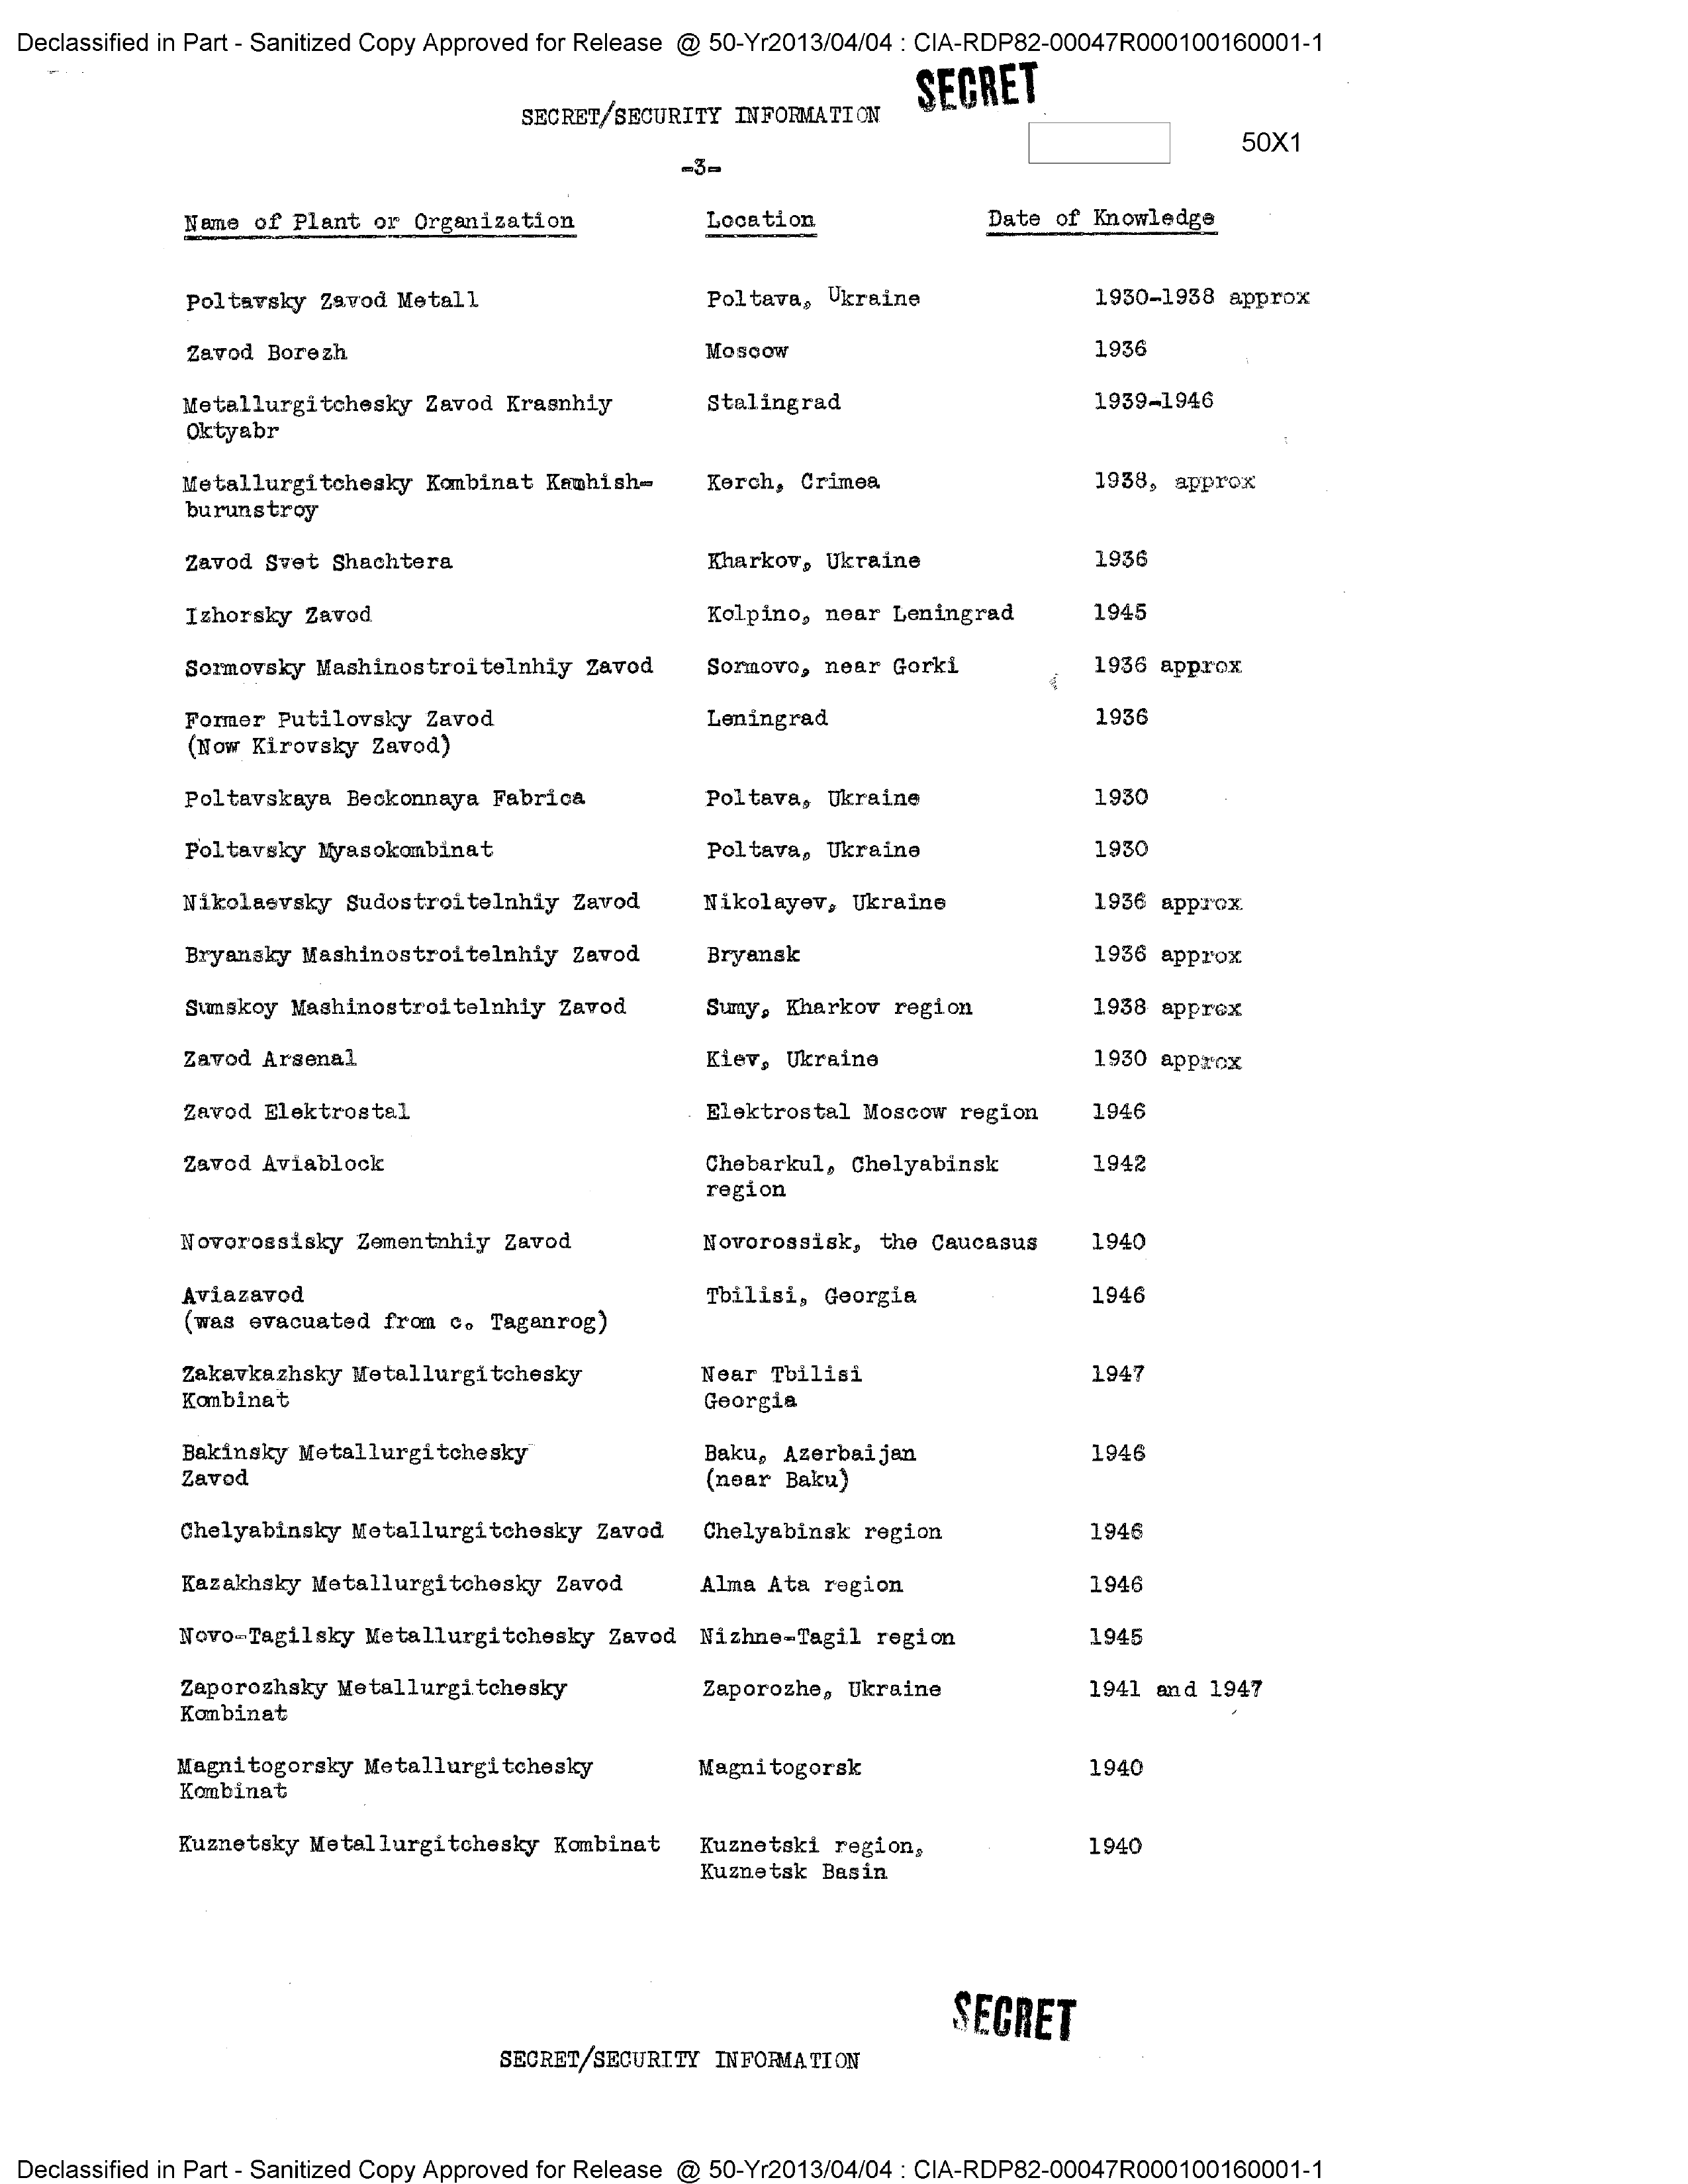 Declassified in Part - Sanitized Copy Approved for Release @ 50-Yr2013/04/04 : CIA-RDP82-00047R000100160001-1
SECRET
SECRET/SECURITY INFORMATION
50X1
-3-
Name of Plant or Organization Location Date of Knowledge
Poltavsky Zavod Metall Poltava, Ukraine 1930-1938 approx
Zavod Borezh Moscow 1936
Metallurgitchesky Zavod Krasnhiy Stalingrad 1939-1946
Oktyabr
Metallurgitchesky Kombinat Kamhish- Kerch, Crimea 1938, approx
burunstroy
Zavod Svet Shachtera Kharkov, Ukraine 1936
Izhorsky Zavod Kolpino, near Leningrad 1945
Sormovsky Mashinostroitelnhiy Zavod Sormovo, near Gorki 1936 approx
Former Putilovsky Zavod Leningrad 1936
(Now Kirovsky Zavod)
Poltavskaya Beckonnaya Fabrica Poltava, Ukraine 1930
Poltavsky Myasokombinat Poltava, Ukraine 1930
Nikolaevsky Sudostroitelnhiy Zavod Nikolayev, Ukraine 1936 approx
Bryansky Mashinostroitelnhiy Zavod Bryansk 1936 approx
Sumskoy Mashinostroitelnhiy Zavod Sumy, Kharkov region 1938 approx
Zavod Arsenal Kiev, Ukraine 1930 approx
Zavod Elektrostal Elektrostal Moscow region 1946
Zavod Aviablock Chebarkul, Chelyabinsk 1942
region
Novorossisky Zementnhiy Zavod Novorossisk, the Caucasus 1940
Aviazavod Tbilisi, Georgia 1946
(was evacuated from c. Taganrog)
Zakavkazhsky Metallurgitchesky Near Tbilisi 1947
Kombinat Georgia
Bakinsky Metallurgitchesky Baku, Azerbaijan 1946
Zavod (near Baku)
Chelyabinsky Metallurgitchesky Zavod Chelyabinsk region 1946
Kazakhsky Metallurgitchesky Zavod Alma Ata region 1946
Novo-Tagilsky Metallurgitchesky Zavod Nizhne-Tagil region 1945
Zaporozhsky Metallurgitchesky Zaporozhe, Ukraine 1941 and 1947
Kombinat
Magnitogorsky Metallurgitchesky Magnitogorsk 1940
Kombinat
Kuznetsky Metallurgitchesky Kombinat Kuznetski region, 1940
Kuznetsk Basin
SECRET
SECRET/SECURITY INFORMATION
Declassified in Part - Sanitized Copy Approved for Release @ 50-Yr2013/04/04 : CIA-RDP82-00047R000100160001-1